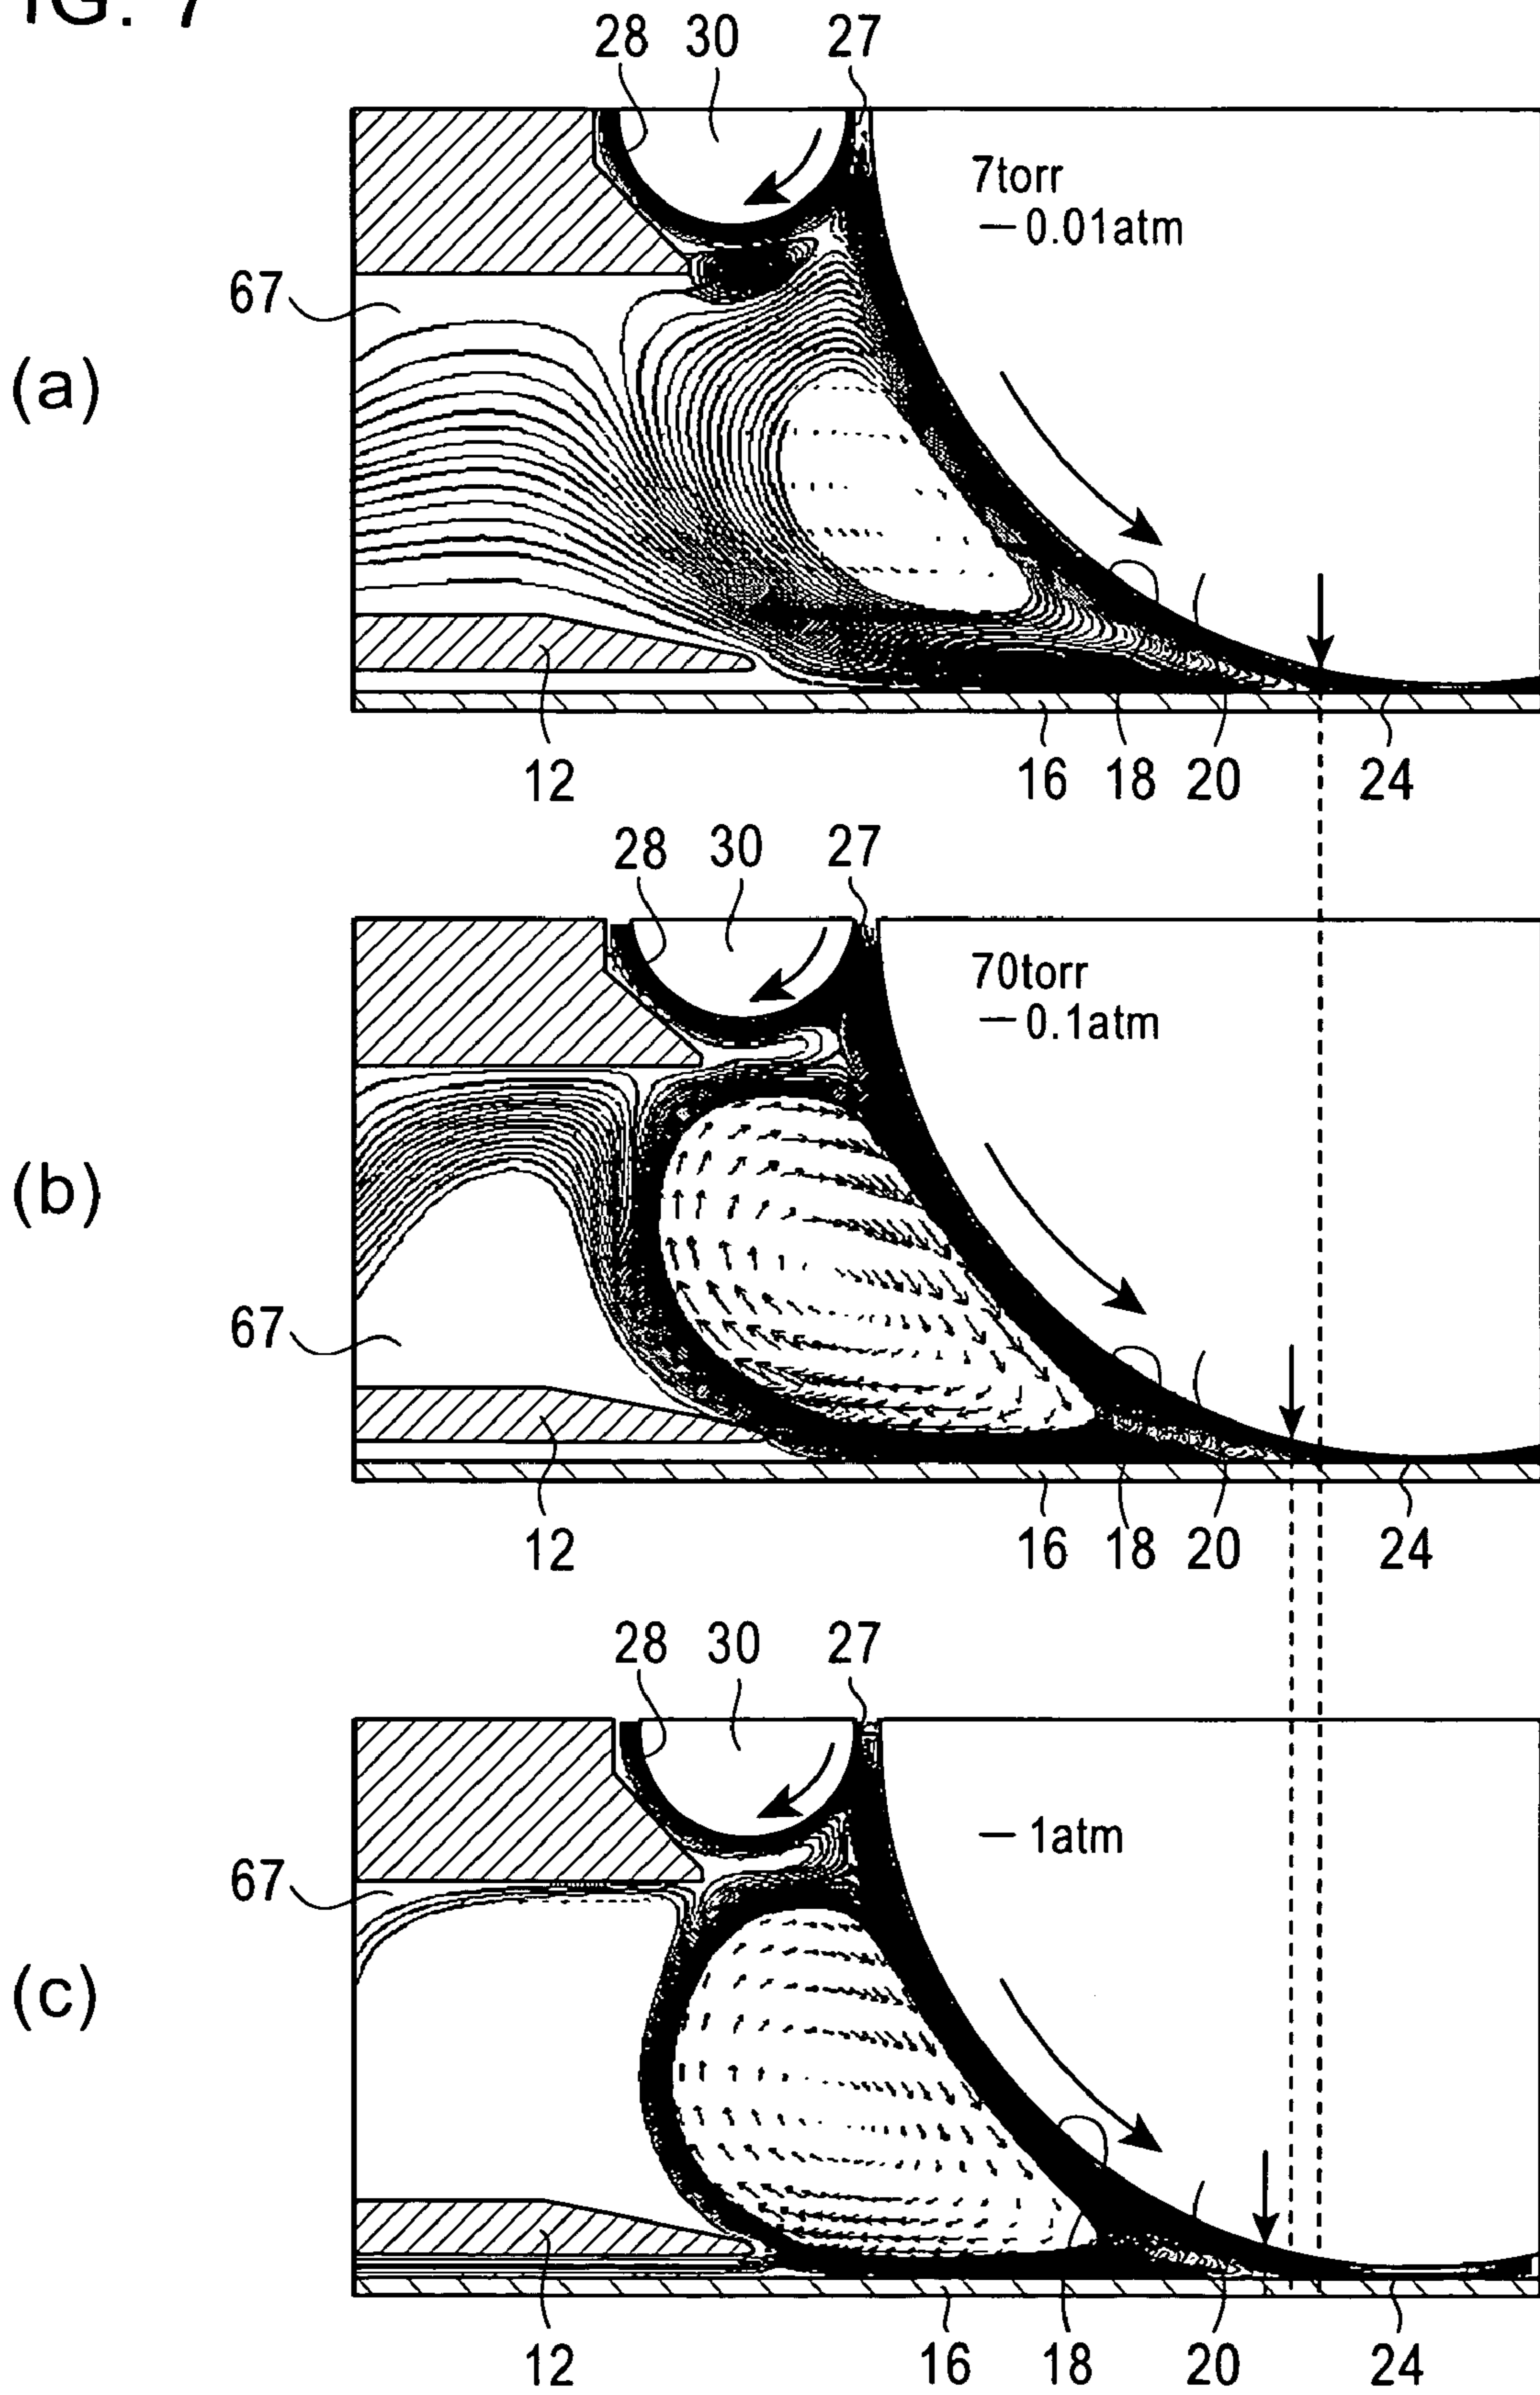 IG. 7
28 30 27
7torr
— 0.01atm
67
(a)
12 16 18 20 24
28 30 27
70torr
— 0.1atm
(b)
67
12 16 18 20 24
28 30 27
— 1atm
67
(c)
12 16 18 20 24